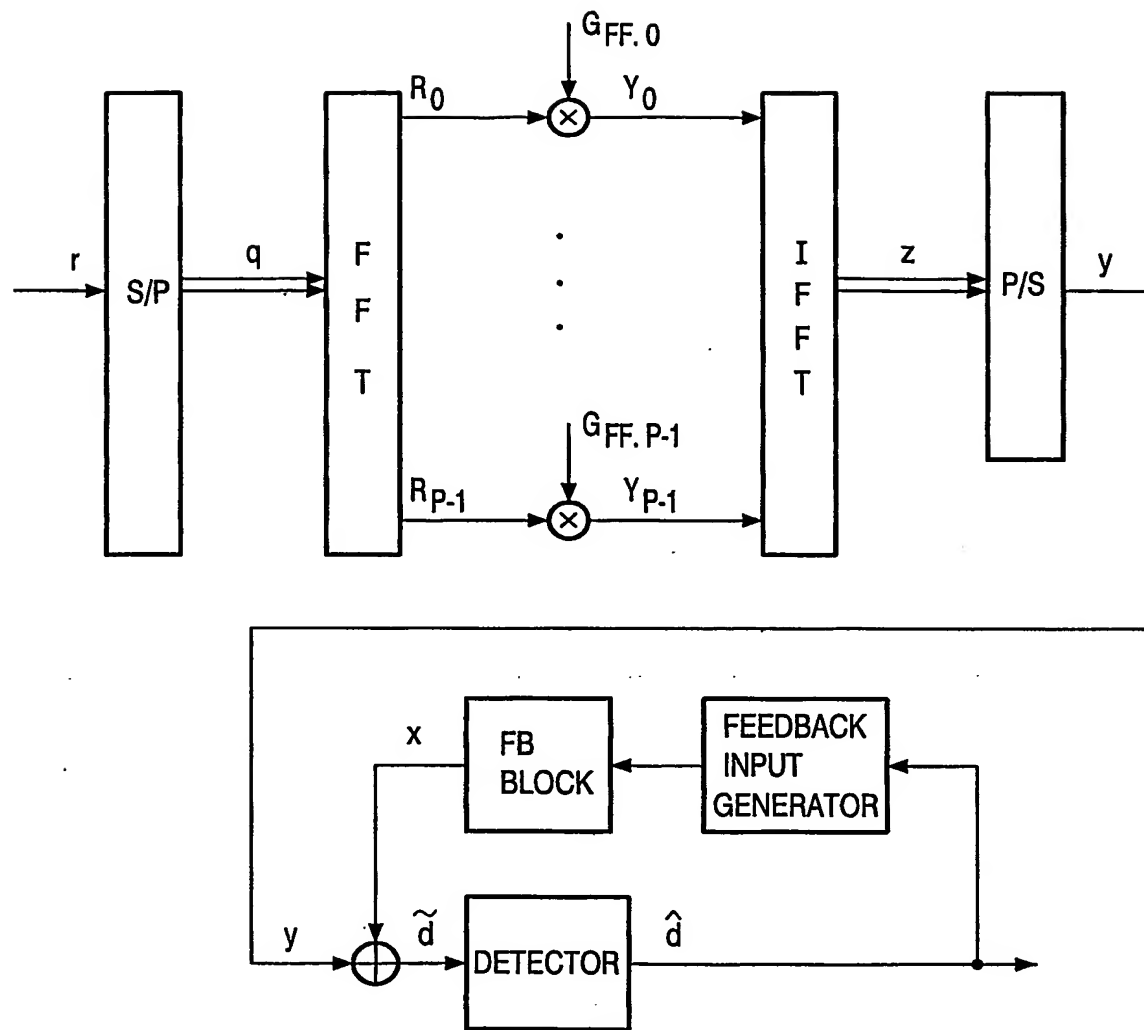 G_FF.0
R_0
Y_0
r
S/P
q
F
F
T
I
F
F
T
z
P/S
y
G_FF.P-1
R_P-1
Y_P-1
x
FB
BLOCK
FEEDBACK
INPUT
GENERATOR
y
d̃
DETECTOR
d̂